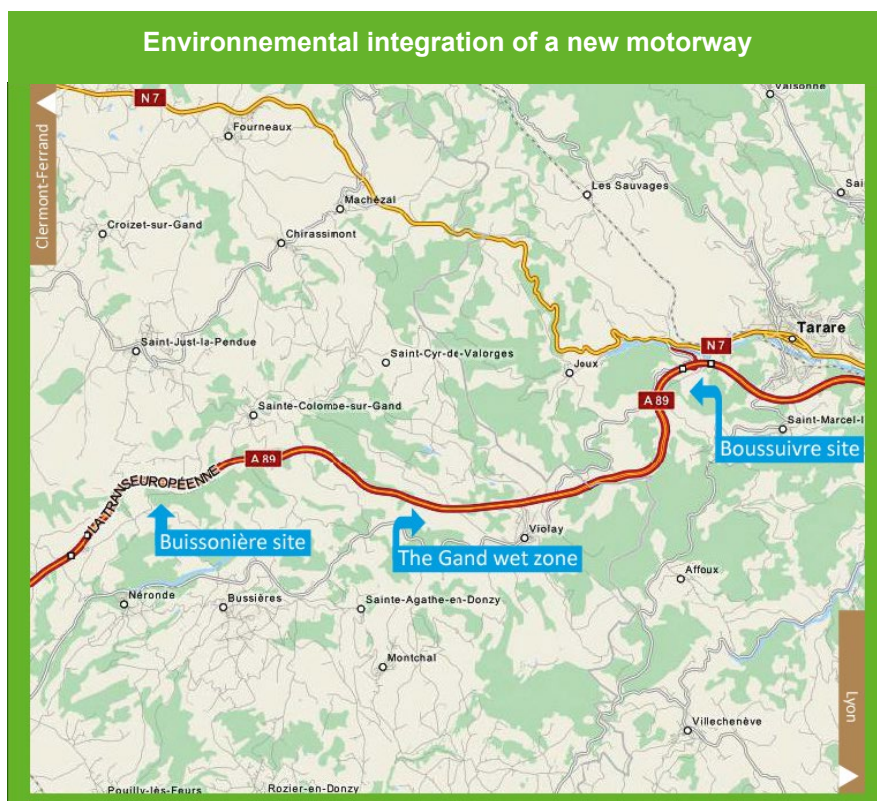 Environnemental integration of a new motorway
Clermont-Ferrand
N 7
Fourneaux
Valsonne
Les Sauvages
Machézal
Croizet-sur-Gand
Chirassimont
Saint-Just-la-Pendue
Saint-Cyr-de-Valorges
Joux
N 7
Tarare
A 89
Sainte-Colombe-sur-Gand
Saint-Marcel-l
Boussuivre site
A 89
LA TRANSEUROPÉENNE
Buissonière site
The Gand wet zone
Violay
Affoux
Néronde
Bussières
Sainte-Agathe-en-Donzy
Montchal
Lyon
Villechenève
Pouilly-lès-Feurs
Rozier-en-Donzy